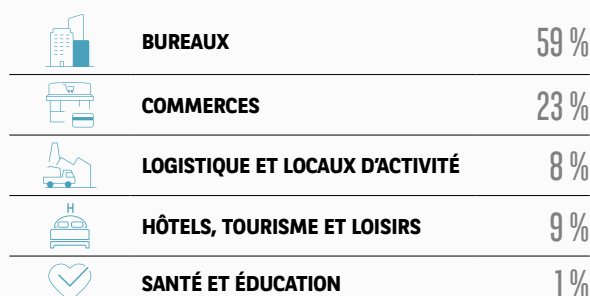 BUREAUX 59 %
COMMERCES 23 %
LOGISTIQUE ET LOCAUX D'ACTIVITÉ 8 %
H
HÔTELS, TOURISME ET LOISIRS 9 %
SANTÉ ET ÉDUCATION 1 %